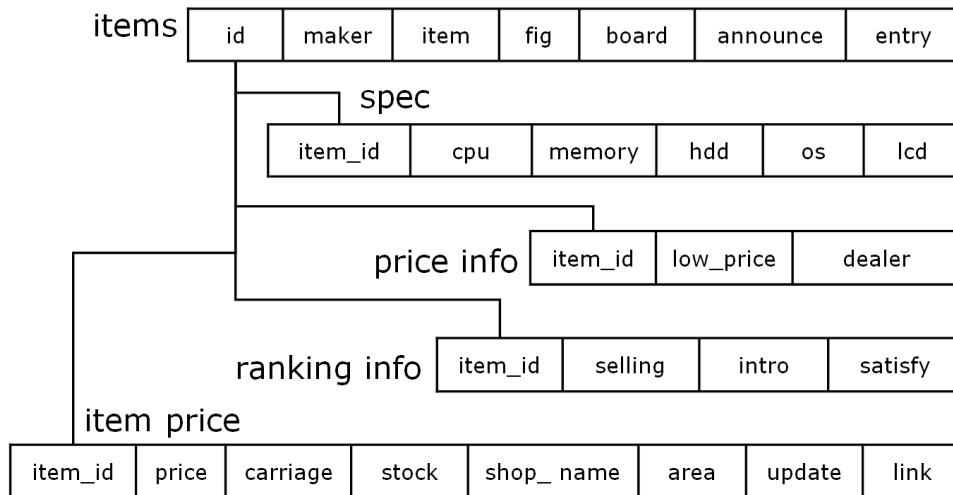 items id maker item fig board announce entry
spec
item_id cpu memory hdd os lcd
price info item_id low_price dealer
ranking info item_id selling intro satisfy
item price
item_id price carriage stock shop_ name area update link